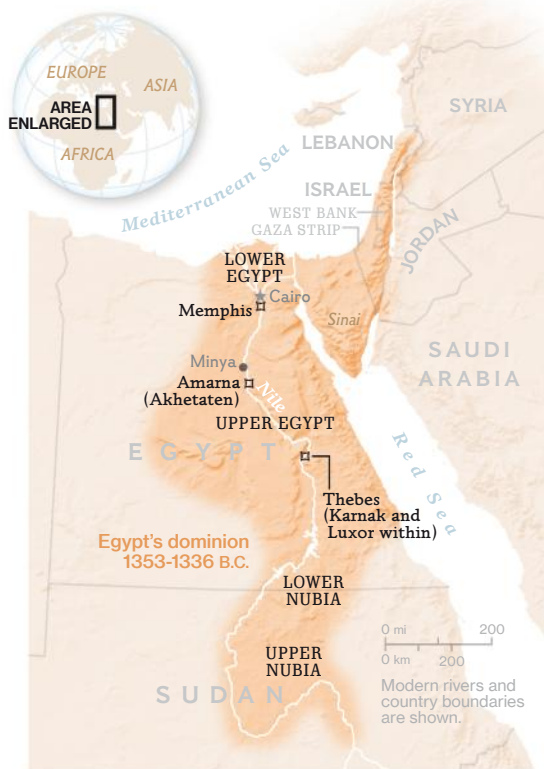 EUROPE
ASIA
AREA
ENLARGED
AFRICA
SYRIA
LEBANON
Mediterranean Sea
ISRAEL
WEST BANK
GAZA STRIP
JORDAN
LOWER
EGYPT
Cairo
Memphis
Sinai
SAUDI
ARABIA
Minya
Amarna
(Akhetaten)
Nile
UPPER EGYPT
EGYPT
Red Sea
Thebes
(Karnak and
Luxor within)
Egypt's dominion
1353-1336 B.C.
LOWER
NUBIA
UPPER
NUBIA
SUDAN
0 mi 200
0 km 200
Modern rivers and
country boundaries
are shown.